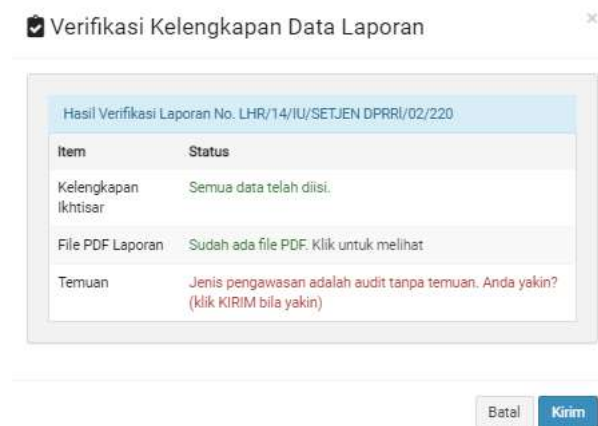 Verifikasi Kelengkapan Data Laporan
×
Hasil Verifikasi Laporan No. LHR/14/IU/SETJEN DPRRI/02/220
Item Status
Kelengkapan Semua data telah diisi.
Ikhtisar
File PDF Laporan Sudah ada file PDF. Klik untuk melihat
Temuan Jenis pengawasan adalah audit tanpa temuan. Anda yakin?
(klik KIRIM bila yakin)
Batal Kirim